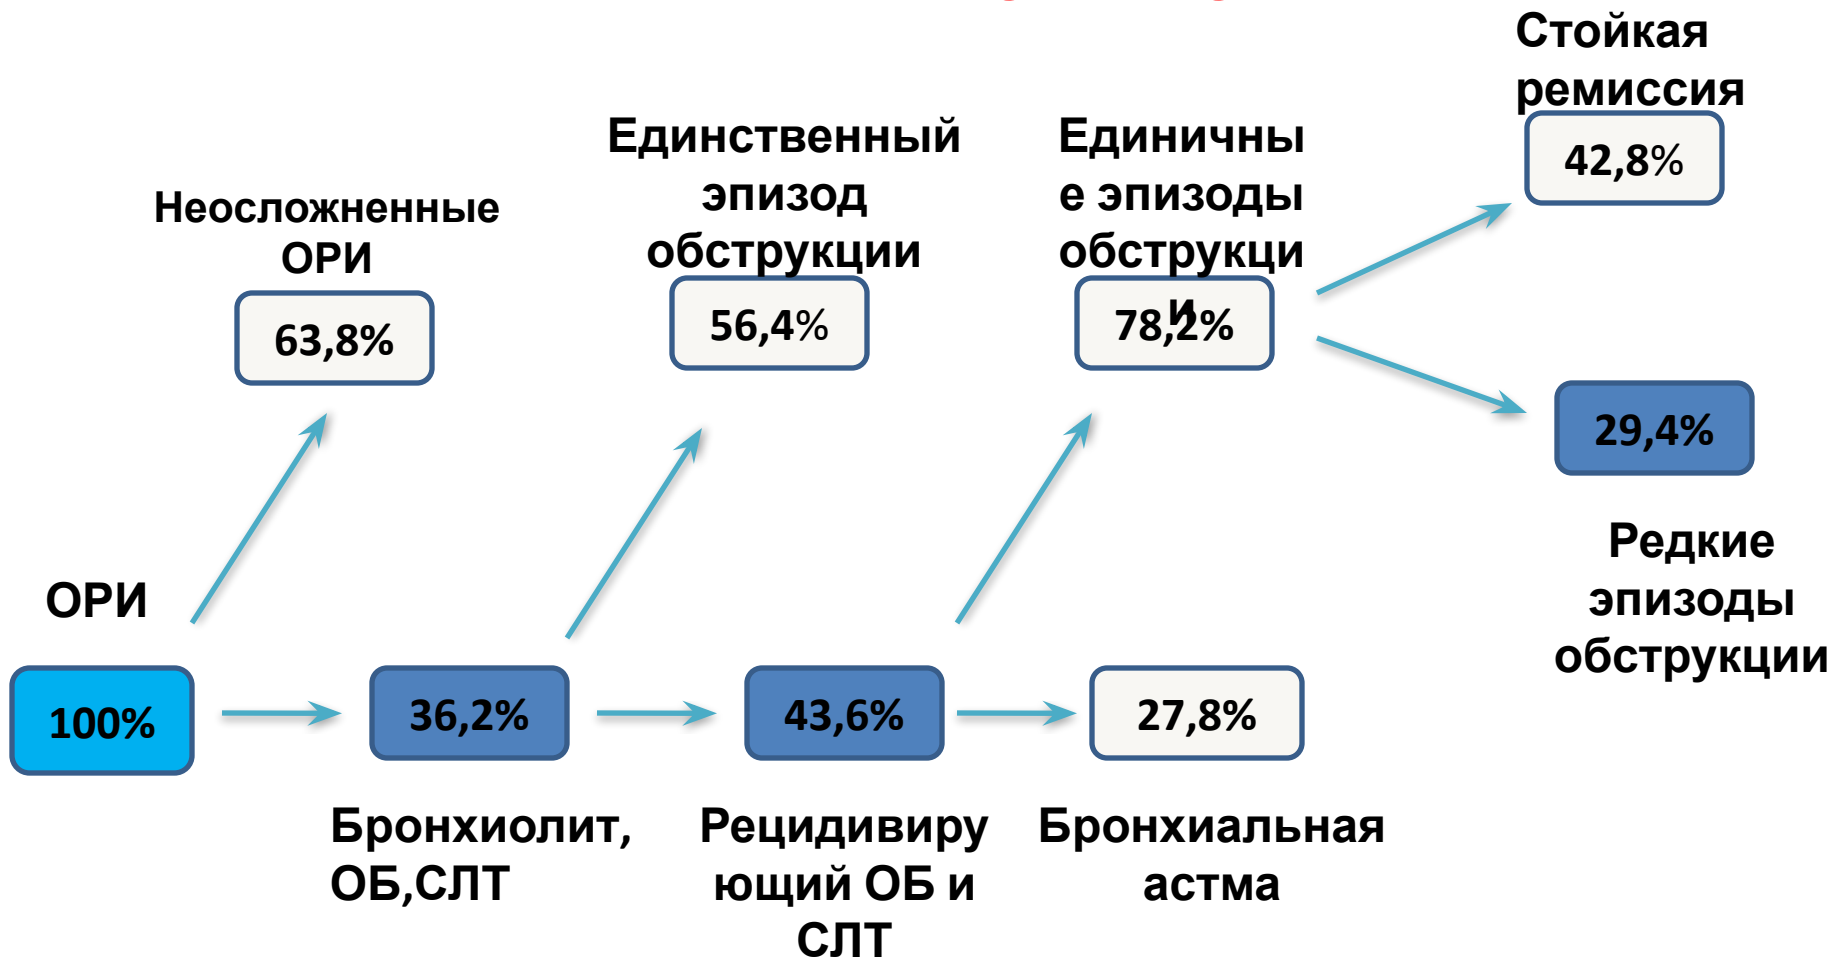 Стойкая
ремиссия
42,8%
Единственный
эпизод
обструкции
56,4%
Единичны
е эпизоды
обструкци
и
78,2%
Неосложненные
ОРИ
63,8%
29,4%
Редкие
эпизоды
обструкции
ОРИ
100%
36,2%
43,6%
27,8%
Бронхиолит,
ОБ,СЛТ
Рецидивиру
ющий ОБ и
СЛТ
Бронхиальная
астма